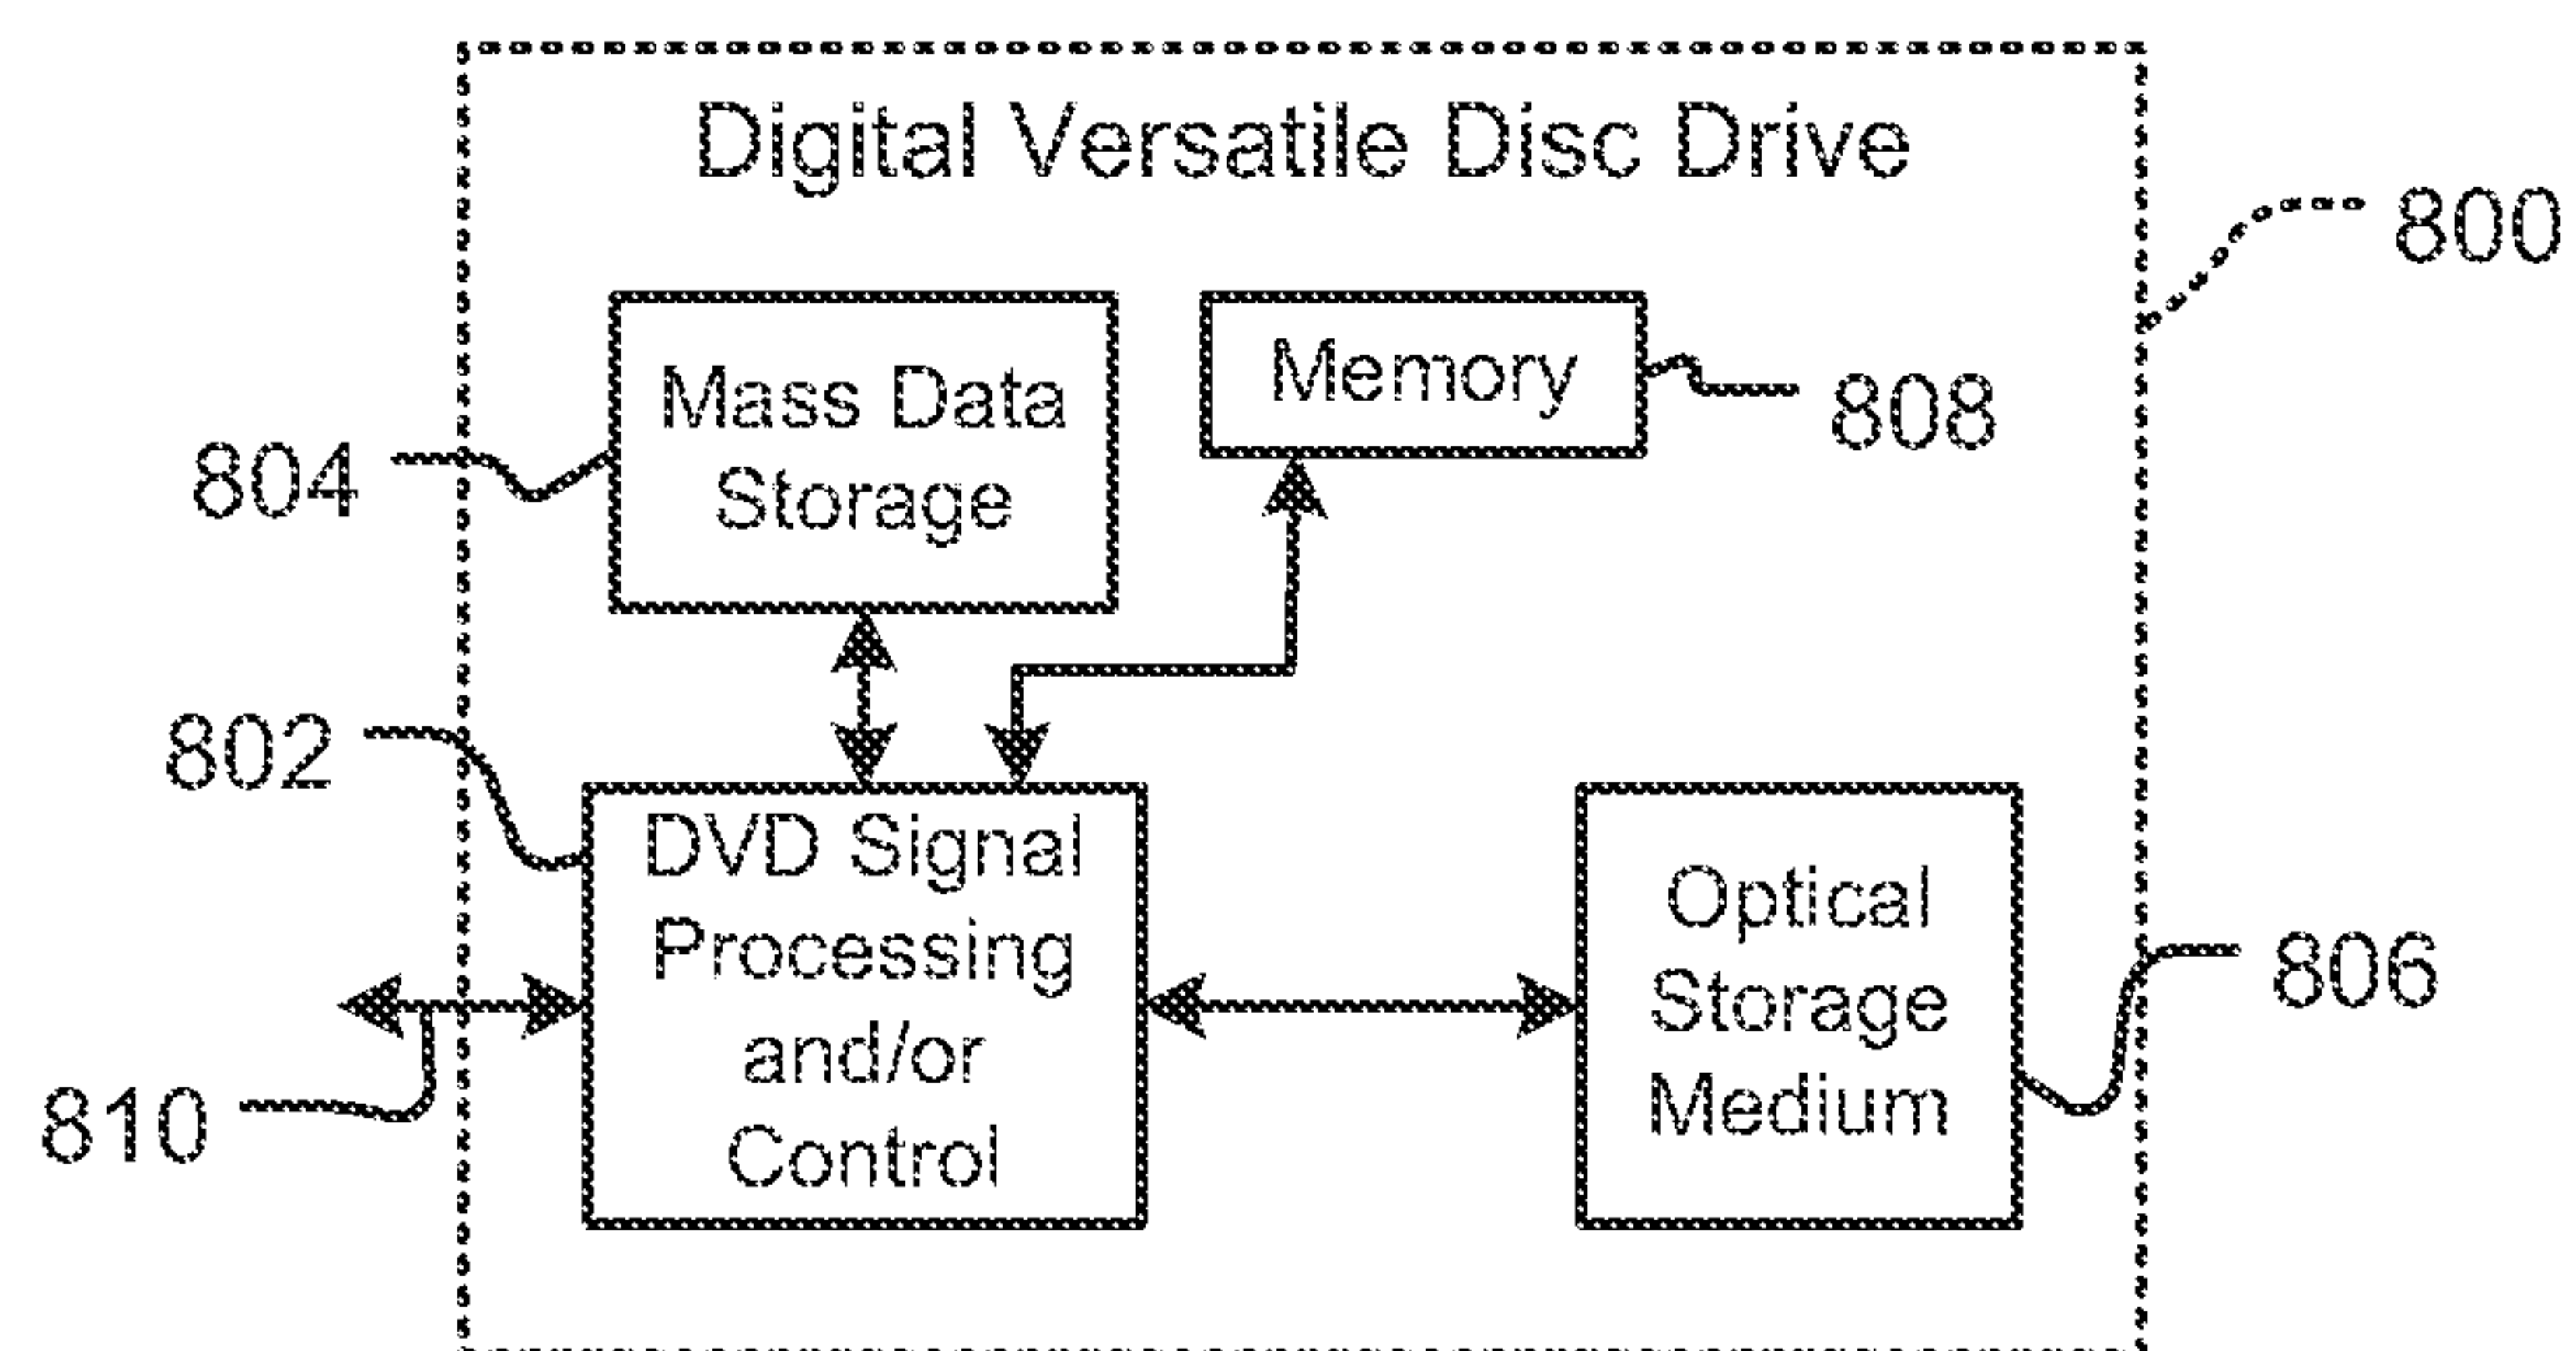 Digital Versatile Disc Drive
800
Mass Data
Storage
804
Memory
808
802
DVD Signal
Processing
and/or
Control
810
Optical
Storage
Medium
806